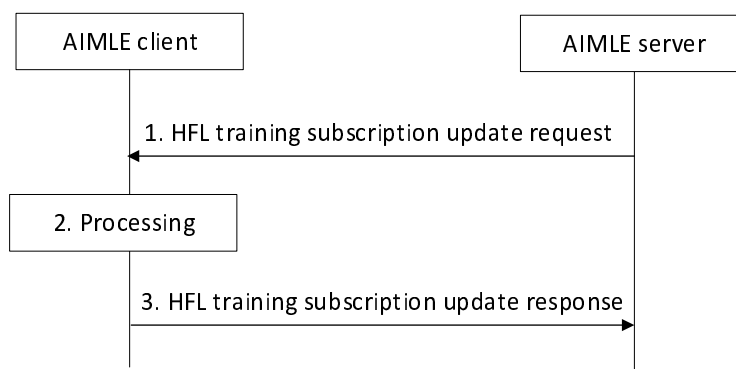 AIMLE client
AIMLE server
1. HFL training subscription update request
2. Processing
3. HFL training subscription update response